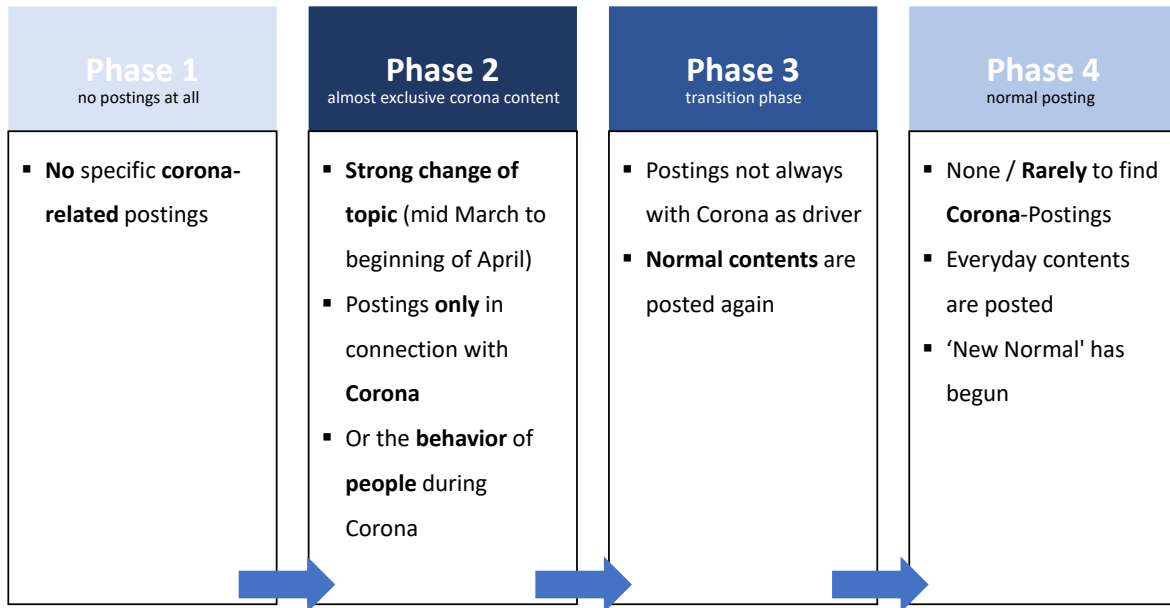 Phase 1
no postings at all
▪ No specific corona-
related postings
Phase 2
almost exclusive corona content
▪ Strong change of
topic (mid March to
beginning of April)
▪ Postings only in
connection with
Corona
▪ Or the behavior of
people during
Corona
Phase 3
transition phase
▪ Postings not always
with Corona as driver
▪ Normal contents are
posted again
Phase 4
normal posting
▪ None / Rarely to find
Corona-Postings
▪ Everyday contents
are posted
▪ ‘New Normal' has
begun